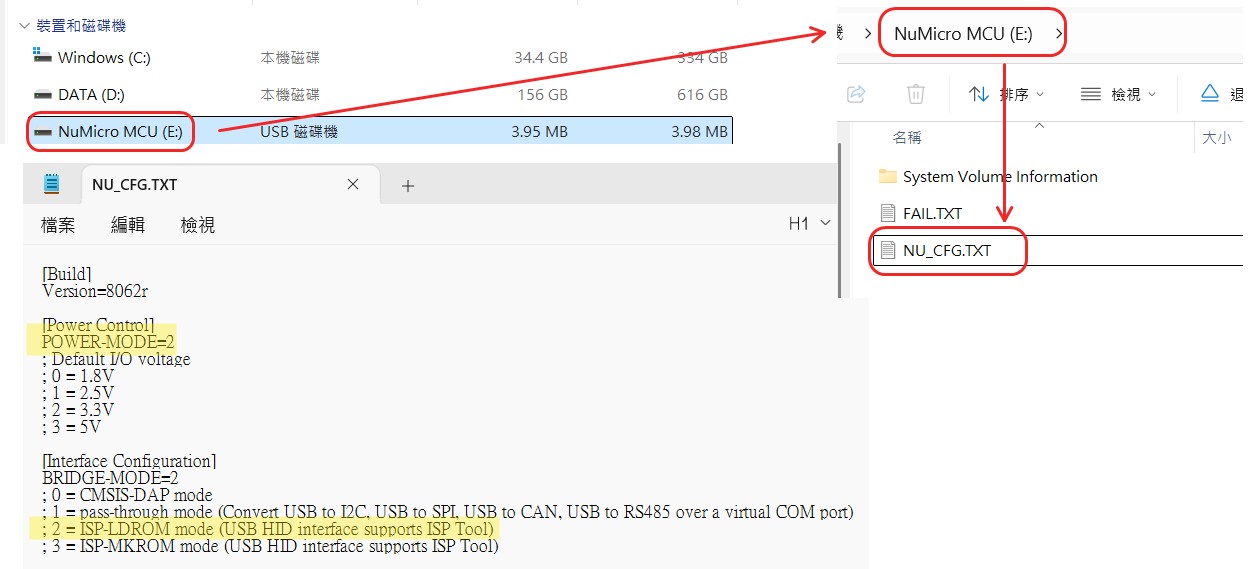 裝置和磁碟機
Windows (C:) 本機磁碟 34.4 GB 334 GB
DATA (D:) 本機磁碟 156 GB 616 GB
NuMicro MCU (E:) USB 磁碟機 3.95 MB 3.98 MB
NuMicro MCU (E:)
排序 檢視
名稱 大小
System Volume Information
FAIL.TXT
NU_CFG.TXT
NU_CFG.TXT
檔案 編輯 檢視 H1
[Build]
Version=8062r
[Power Control]
POWER-MODE=2
; Default I/O voltage
; 0 = 1.8V
; 1 = 2.5V
; 2 = 3.3V
; 3 = 5V
[Interface Configuration]
BRIDGE-MODE=2
; 0 = CMSIS-DAP mode
; 1 = pass-through mode (Convert USB to I2C, USB to SPI, USB to CAN, USB to RS485 over a virtual COM port)
; 2 = ISP-LDROM mode (USB HID interface supports ISP Tool)
; 3 = ISP-MKROM mode (USB HID interface supports ISP Tool)